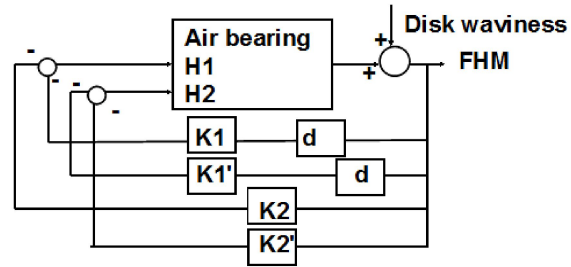 Disk waviness
-
+
Air bearing
H1
H2
+
FHM
-
-
-
K1
d
K1'
d
K2
K2'